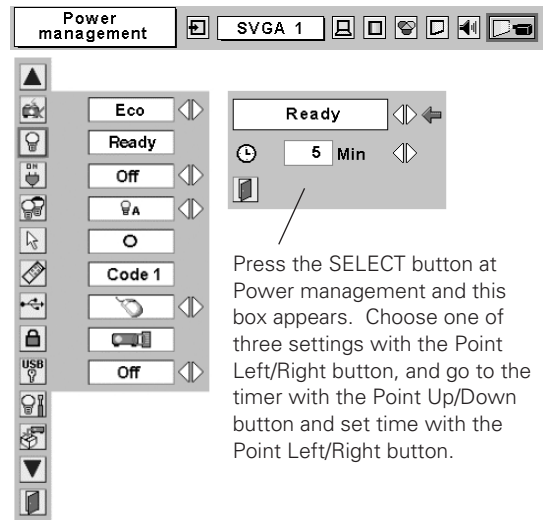 Power
management
SVGA 1
Eco
Ready
ON
Off
A
Code 1
USB
Off
Ready
5 Min
Press the SELECT button at
Power management and this
box appears. Choose one of
three settings with the Point
Left/Right button, and go to the
timer with the Point Up/Down
button and set time with the
Point Left/Right button.